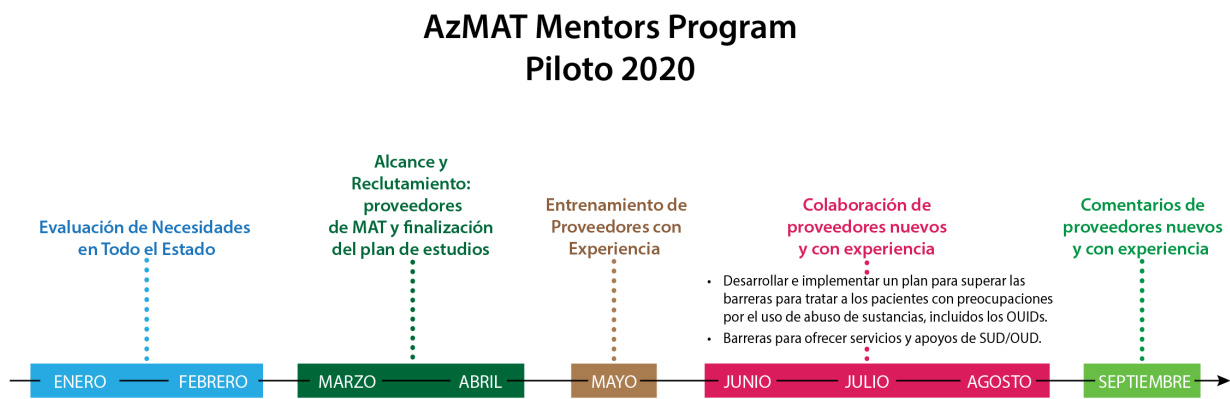 AzMAT Mentors Program
Piloto 2020
Evaluación de Necesidades
en Todo el Estado
Alcance y
Reclutamiento:
proveedores
de MAT y finalización
del plan de estudios
Entrenamiento de
Proveedores con
Experiencia
Colaboración de
proveedores nuevos
y con experiencia
• Desarrollar e implementar un plan para superar las
barreras para tratar a los pacientes con preocupaciones
por el uso de abuso de sustancias, incluidos los OUIDs.
• Barreras para ofrecer servicios y apoyos de SUD/OUD.
Comentarios de
proveedores nuevos
y con experiencia
ENERO
FEBRERO
MARZO
ABRIL
MAYO
JUNIO
JULIO
AGOSTO
SEPTIEMBRE